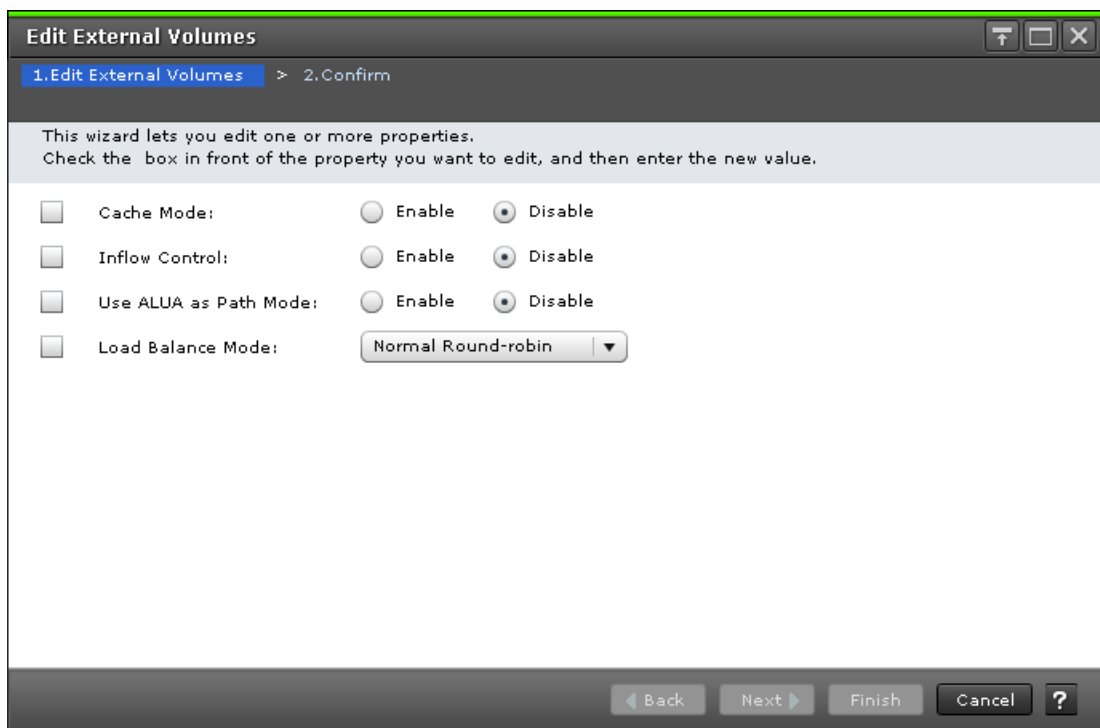 Edit External Volumes
1.Edit External Volumes > 2.Confirm
This wizard lets you edit one or more properties.
Check the box in front of the property you want to edit, and then enter the new value.
Cache Mode: Enable Disable
Inflow Control: Enable Disable
Use ALUA as Path Mode: Enable Disable
Load Balance Mode: Normal Round-robin
Back Next Finish Cancel ?